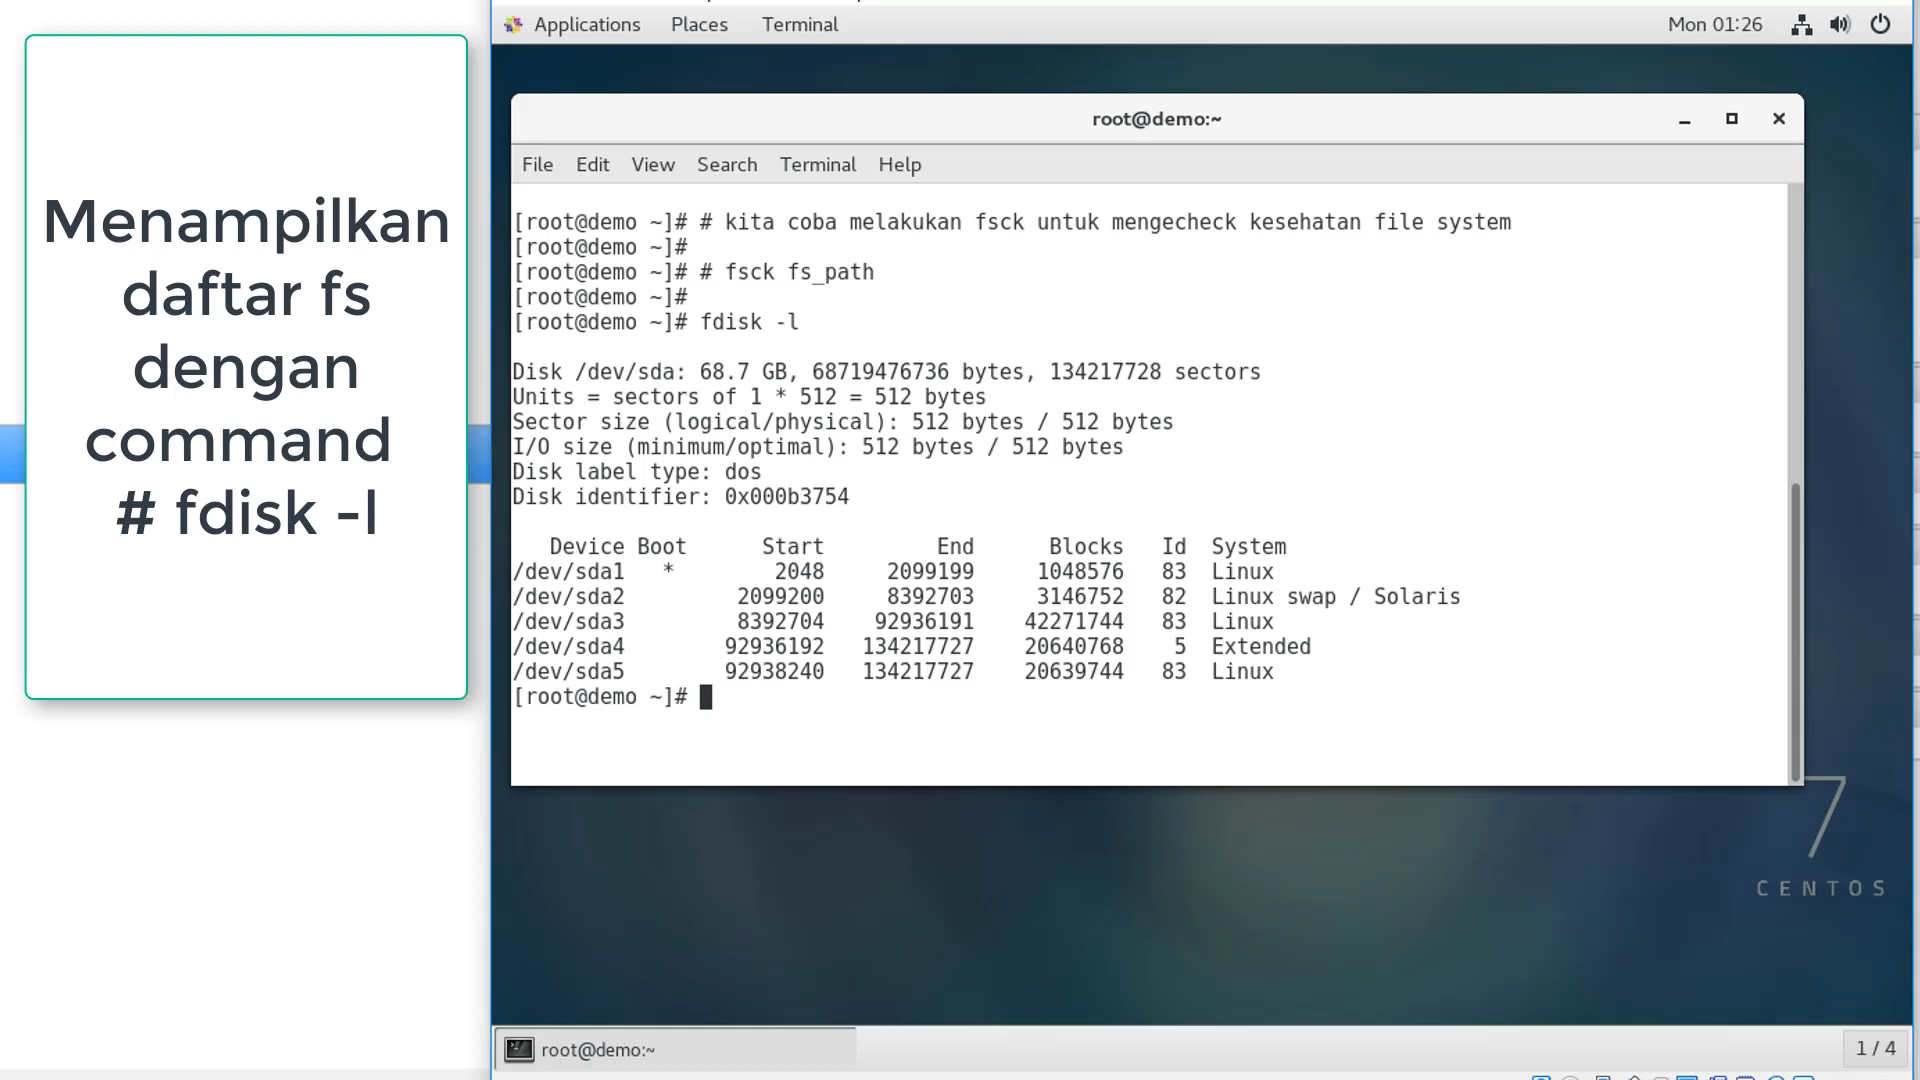 Menampilkan
daftar fs
dengan
command
# fdisk -l
Applications Places Terminal Mon 01:26
root@demo:~
File Edit View Search Terminal Help
[root@demo ~]# # kita coba melakukan fsck untuk mengecheck kesehatan file system
[root@demo ~]#
[root@demo ~]# # fsck fs_path
[root@demo ~]#
[root@demo ~]# fdisk -l
Disk /dev/sda: 68.7 GB, 68719476736 bytes, 134217728 sectors
Units = sectors of 1 * 512 = 512 bytes
Sector size (logical/physical): 512 bytes / 512 bytes
I/O size (minimum/optimal): 512 bytes / 512 bytes
Disk label type: dos
Disk identifier: 0x000b3754
Device Boot Start End Blocks Id System
/dev/sda1 * 2048 2099199 1048576 83 Linux
/dev/sda2 2099200 8392703 3146752 82 Linux swap / Solaris
/dev/sda3 8392704 92936191 42271744 83 Linux
/dev/sda4 92936192 134217727 20640768 5 Extended
/dev/sda5 92938240 134217727 20639744 83 Linux
[root@demo ~]#
7
CENTOS
root@demo:~ 1 / 4